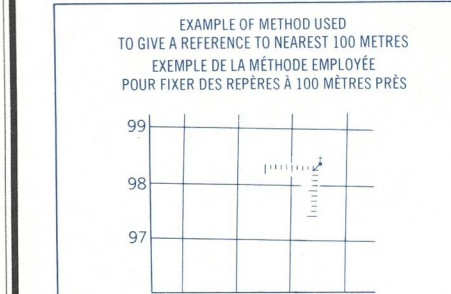 EXAMPLE OF METHOD USED
TO GIVE A REFERENCE TO NEAREST 100 METRES
EXEMPLE DE LA MÉTHODE EMPLOYÉE
POUR FIXER DES REPÈRES À 100 MÈTRES PRÈS
99
98
97